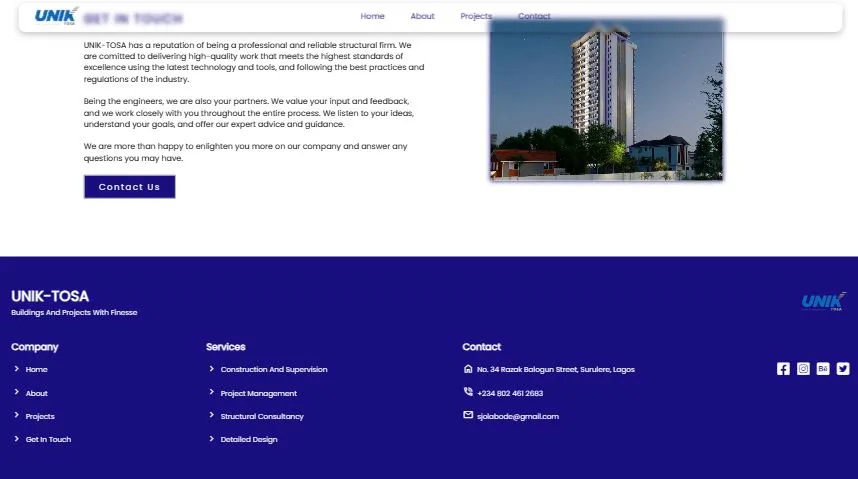 UNIK TOSA
Home About Projects Contact
GET IN TOUCH
UNIK-TOSA has a reputation of being a professional and reliable structural firm. We
are comitted to delivering high-quality work that meets the highest standards of
excellence using the latest technology and tools, and following the best practices and
regulations of the industry.
Being the engineers, we are also your partners. We value your input and feedback,
and we work closely with you throughout the entire process. We listen to your ideas,
understand your goals, and offer our expert advice and guidance.
We are more than happy to enlighten you more on our company and answer any
questions you may have.
Contact Us
UNIK-TOSA
Buildings And Projects With Finesse
UNIK TOSA
Company
Home
About
Projects
Get In Touch
Services
Construction And Supervision
Project Management
Structural Consultancy
Detailed Design
Contact
No. 34 Razak Balogun Street, Surulere, Lagos
+234 802 461 2683
sjolabode@gmail.com
Bē